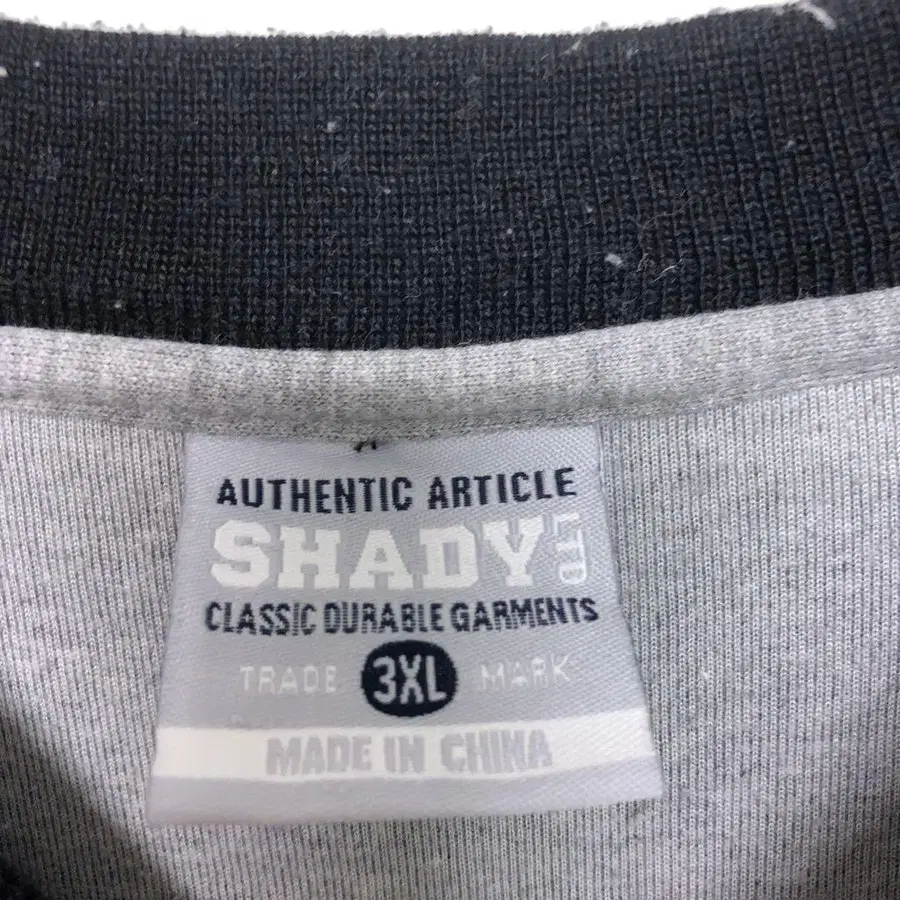 AUTHENTIC ARTICLE
SHADY LTD
CLASSIC DURABLE GARMENTS
TRADE 3XL MARK
MADE IN CHINA